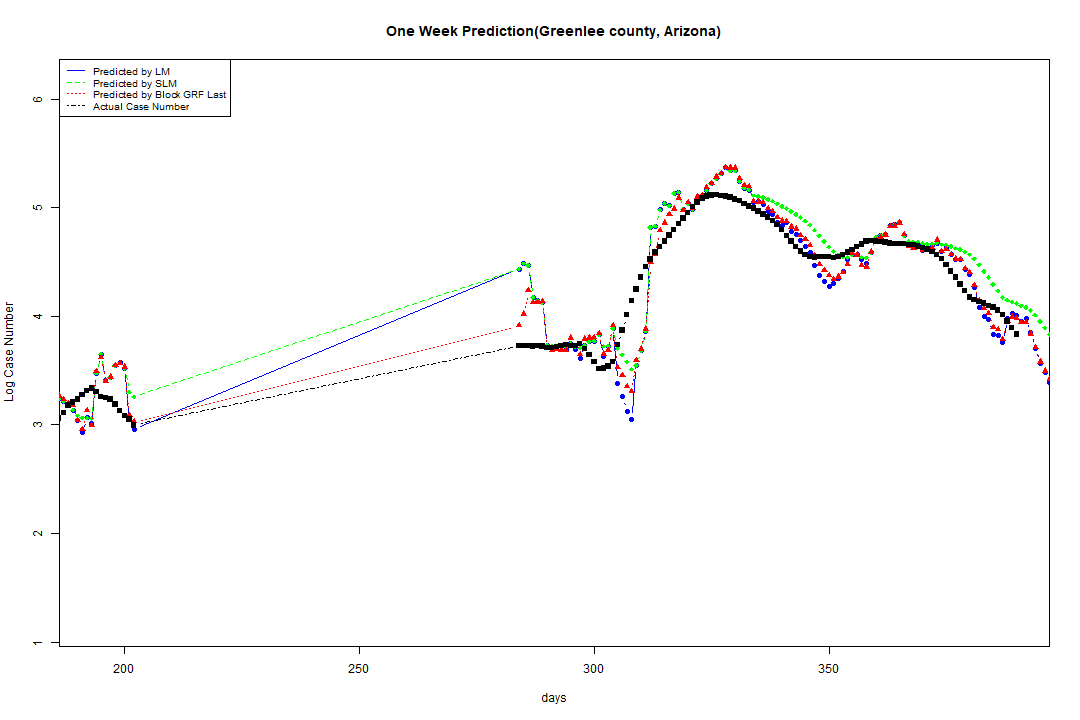 One Week Prediction(Greenlee county, Arizona)
Predicted by LM
Predicted by SLM
Predicted by Block GRF Last
Actual Case Number
Log Case Number
6
5
4
3
2
1
200
250
300
350
days